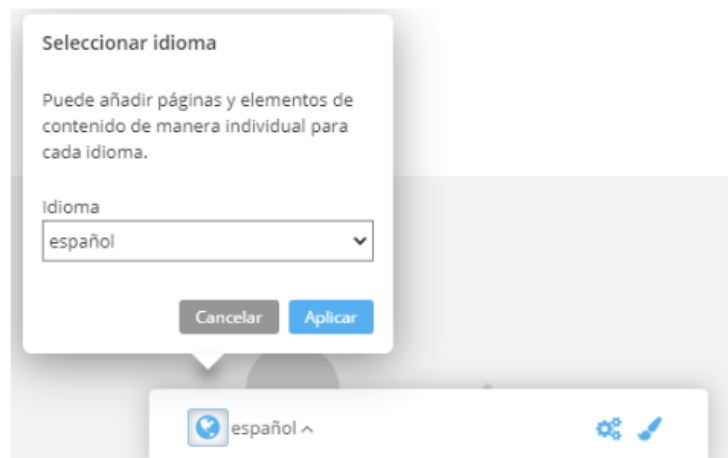 Seleccionar idioma
Puede añadir páginas y elementos de
contenido de manera individual para
cada idioma.
Idioma
español
Cancelar Aplicar
español